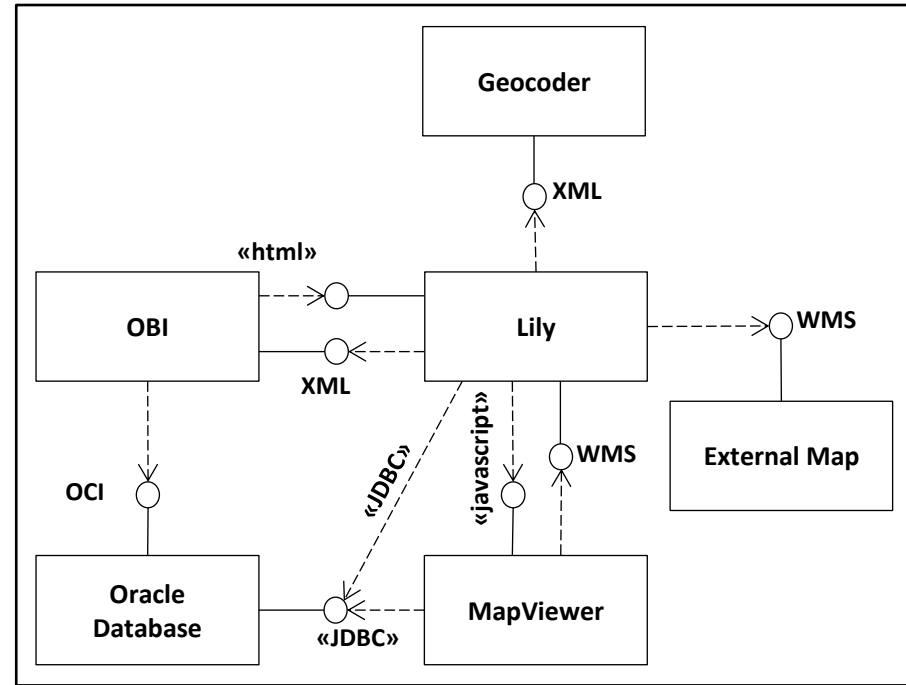 Geocoder
XML
«html»
OBI
Lily
WMS
XML
External Map
«JDBC»
«javascript»
WMS
OCI
Oracle
Database
MapViewer
«JDBC»